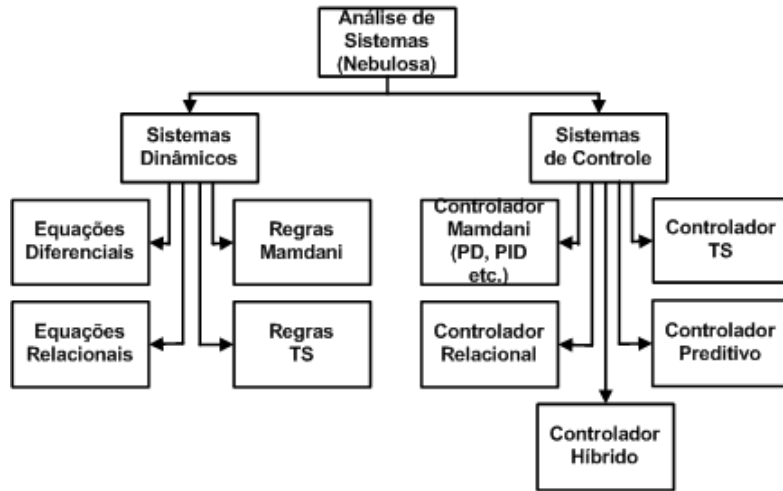 Análise de
Sistemas
(Nebulosa)
Sistemas
Dinâmicos
Sistemas
de Controle
Equações
Diferenciais
Regras
Mamdani
Controlador
Mamdani
(PD, PID
etc.)
Controlador
TS
Equações
Relacionais
Regras
TS
Controlador
Relacional
Controlador
Preditivo
Controlador
Híbrido